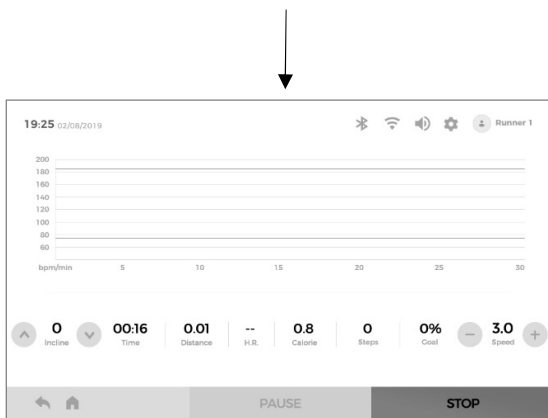 19:25 02/08/2019 Runner 1
200
180
160
140
120
100
80
60
bpm/min 5 10 15 20 25 30
0 00:16 0.01 -- 0.8 0 0% 3.0
Incline Time Distance H.R. Calorie Steps Goal Speed
PAUSE STOP